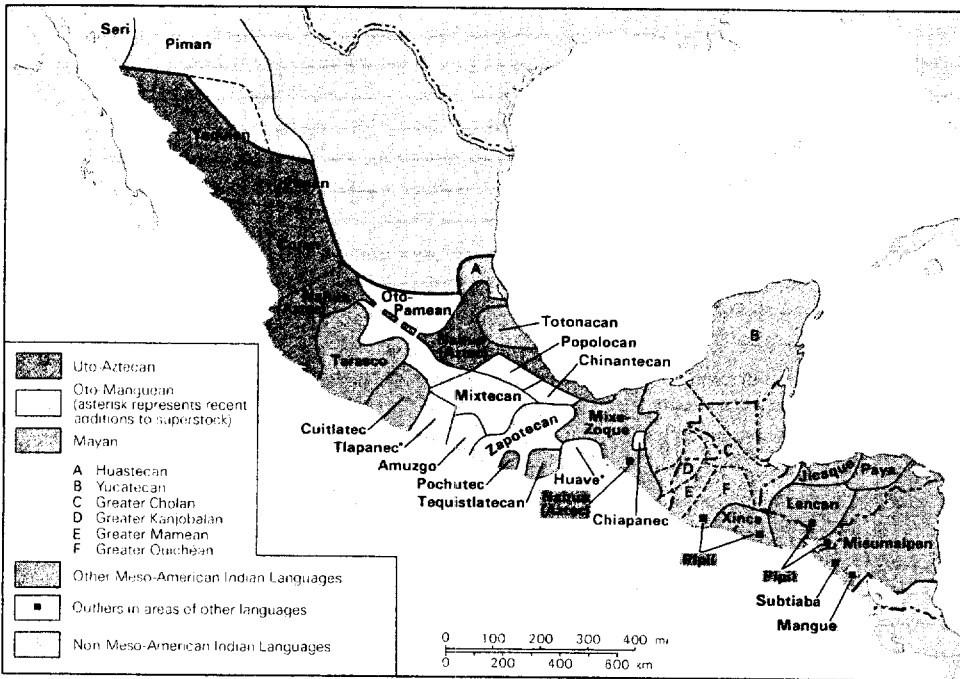 Seri
Piman
A
Oto-
Pamean
Totonacan
Popolocan
Chinantecan
B
Tarasco
Mixtecan
Mixe-
Zoque
Zapotecan
Cuitlatec
Tlapanec*
Amuzgo
Pochutec
Tequistlatecan
Huave*
Nahua
(Aztec)
Chiapanec
C
D
E
F
Xinca
Jicaque
Paya
Lencan
Misumalpan
Pipil
Pipil
Subtiaba
Mangue
Uto-Aztecan
Oto-Manguean
(asterisk represents recent
additions to superstock)
Mayan
A Huastecan
B Yucatecan
C Greater Cholan
D Greater Kanjobalan
E Greater Mamean
F Greater Quichean
Other Meso-American Indian Languages
Outliers in areas of other languages
Non Meso-American Indian Languages
0 100 200 300 400 mi
0 200 400 600 km